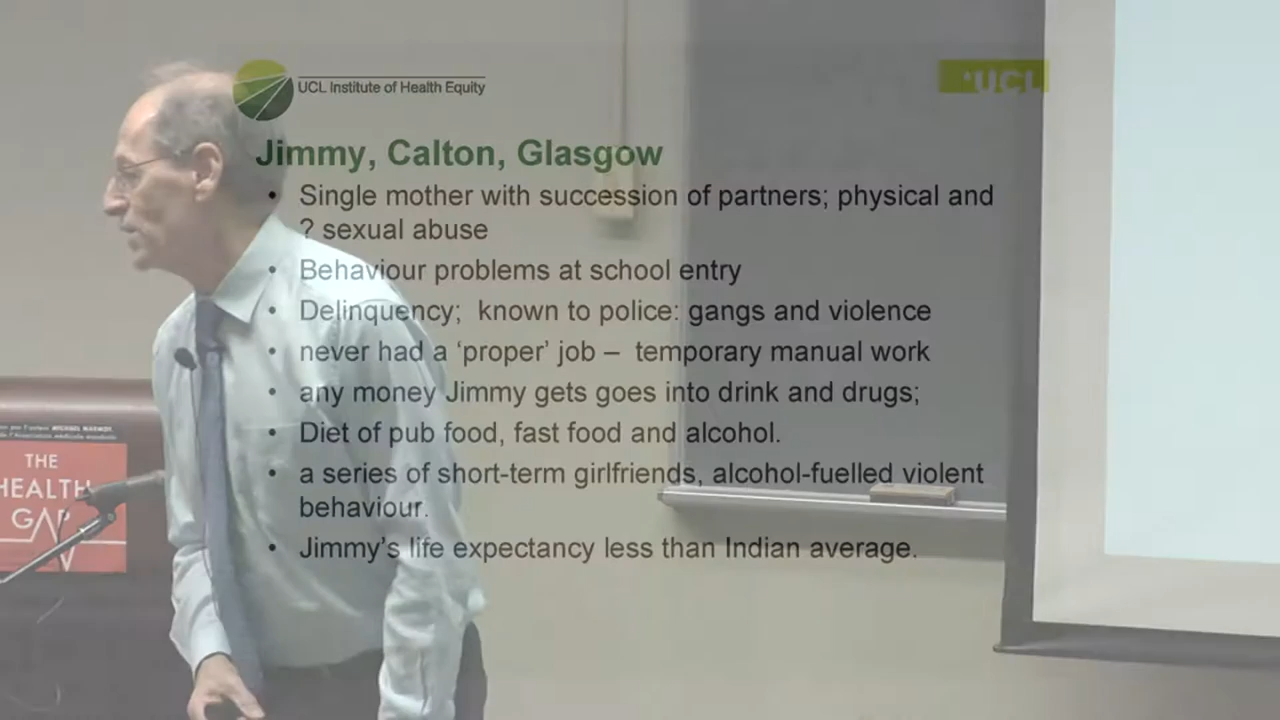 UCL Institute of Health Equity
UCL
Jimmy, Calton, Glasgow
• Single mother with succession of partners; physical and
? sexual abuse
• Behaviour problems at school entry
• Delinquency;  known to police: gangs and violence
• never had a ‘proper’ job –  temporary manual work
• any money Jimmy gets goes into drink and drugs;
• Diet of pub food, fast food and alcohol.
• a series of short-term girlfriends, alcohol-fuelled violent
behaviour.
• Jimmy’s life expectancy less than Indian average.
MICHAEL MARMOT,
THE
HEALTH
GAP